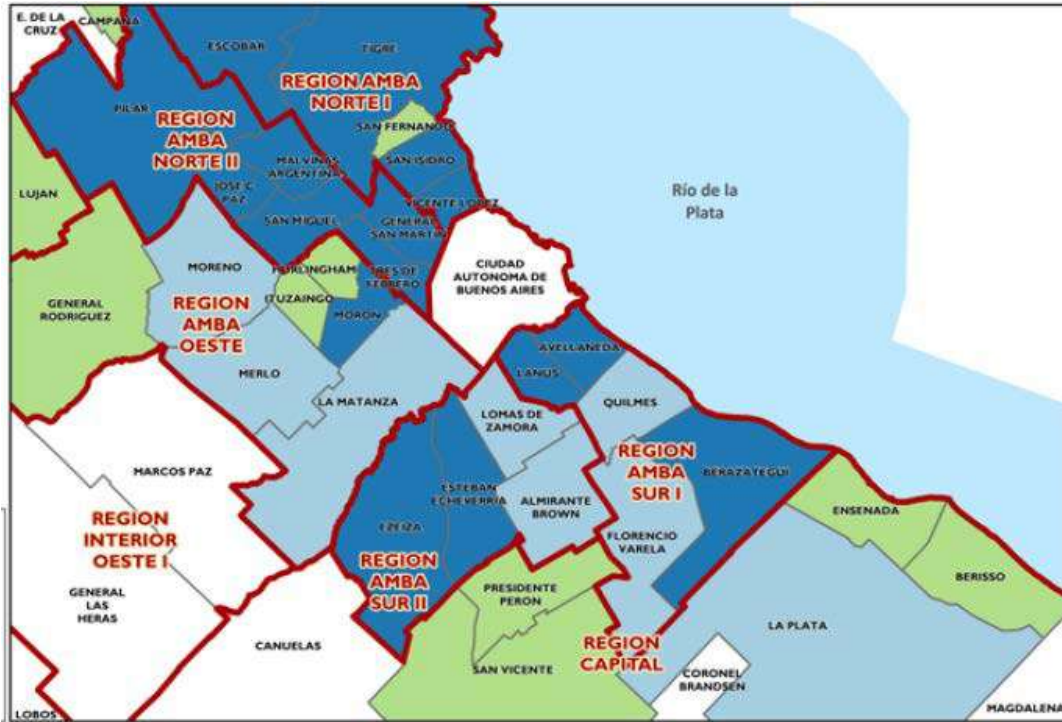 E. DE LA
CRUZ
CAMPANA
ESCOBAR
TIGRE
REGION AMBA
NORTE I
PILAR
REGION
AMBA
NORTE II
SAN FERNANDO
MALVINAS
ARGENTINAS
SAN ISIDRO
LUJAN
JOSE C
PAZ
VICENTE LOPEZ
Río de la
Plata
SAN MIGUEL
GENERAL
SAN MARTIN
MORENO
HURLINGHAM
TRES DE
FEBRERO
CIUDAD
AUTONOMA DE
BUENOS AIRES
GENERAL
RODRIGUEZ
REGION
AMBA
OESTE
ITUZAINGO
MORON
MERLO
AVELLANEDA
LANUS
LA MATANZA
LOMAS DE
ZAMORA
QUILMES
MARCOS PAZ
REGION
AMBA
SUR I
BERAZATEGUI
ESTEBAN
ECHEVERRIA
ALMIRANTE
BROWN
REGION
INTERIOR
OESTE I
EZEIZA
ENSENADA
FLORENCIO
VARELA
REGION
AMBA
SUR II
BERISSO
GENERAL
LAS
HERAS
PRESIDENTE
PERON
LA PLATA
CANUELAS
REGION
CAPITAL
SAN VICENTE
CORONEL
BRANDSEN
LOBOS
MAGDALENA